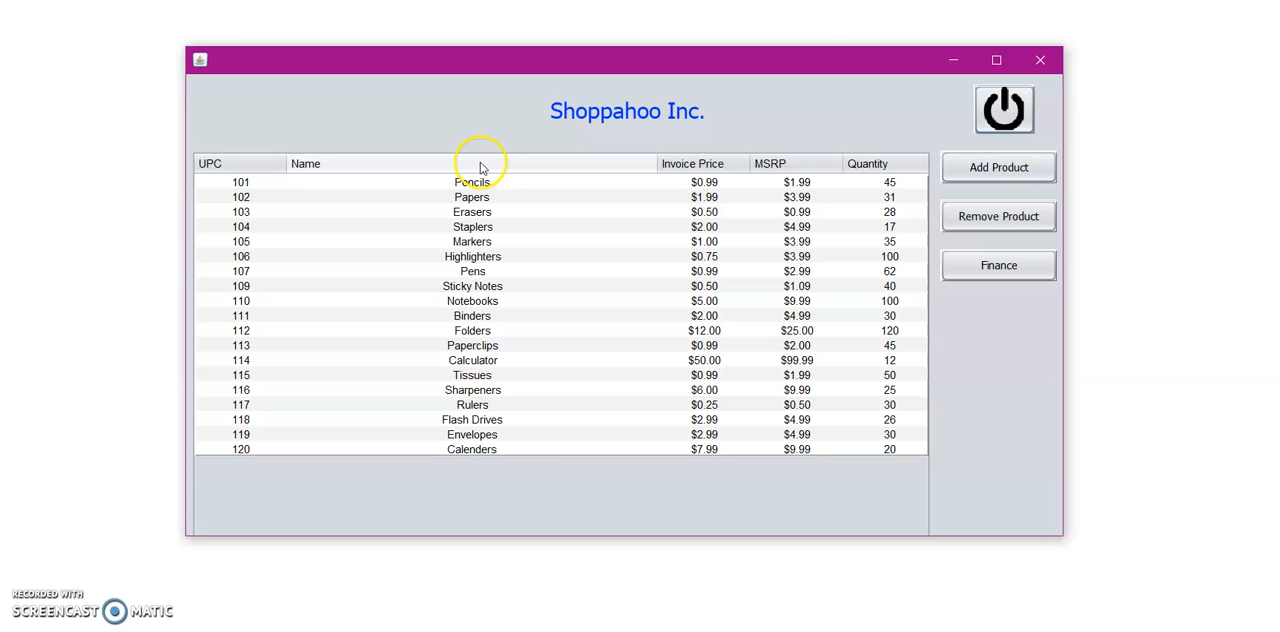 Shoppahoo Inc.
UPC Name Invoice Price MSRP Quantity
101 Pencils $0.99 $1.99 45
102 Papers $1.99 $3.99 31
103 Erasers $0.50 $0.99 28
104 Staplers $2.00 $4.99 17
105 Markers $1.00 $3.99 35
106 Highlighters $0.75 $3.99 100
107 Pens $0.99 $2.99 62
109 Sticky Notes $0.50 $1.09 40
110 Notebooks $5.00 $9.99 100
111 Binders $2.00 $4.99 30
112 Folders $12.00 $25.00 120
113 Paperclips $0.99 $2.00 45
114 Calculator $50.00 $99.99 12
115 Tissues $0.99 $1.99 50
116 Sharpeners $6.00 $9.99 25
117 Rulers $0.25 $0.50 30
118 Flash Drives $2.99 $4.99 26
119 Envelopes $2.99 $4.99 30
120 Calenders $7.99 $9.99 20
Add Product
Remove Product
Finance
RECORDED WITH
SCREENCAST MATIC